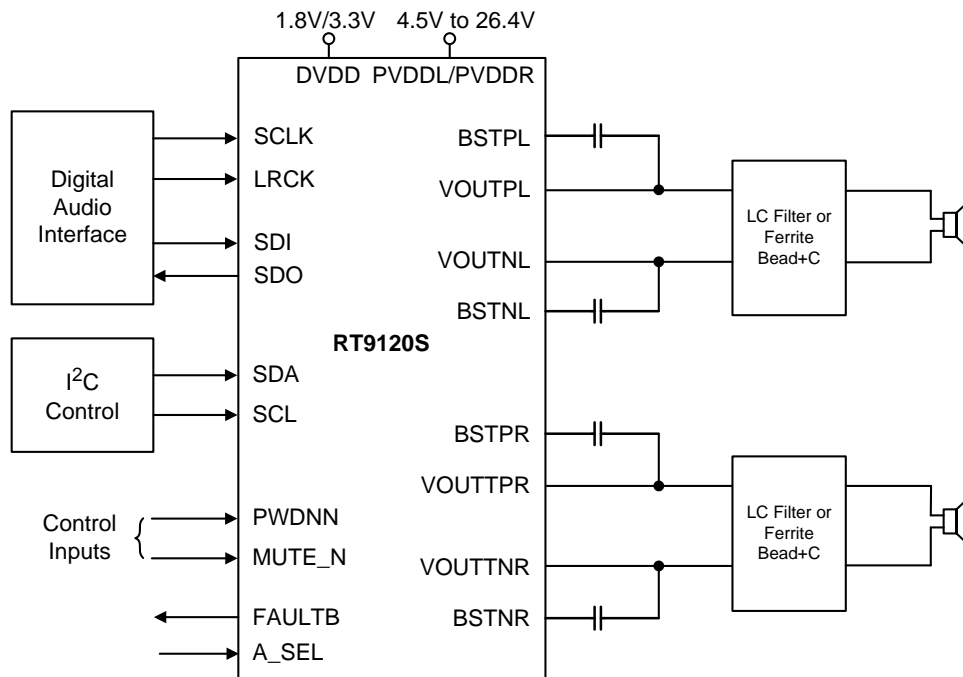 1.8V/3.3V
4.5V to 26.4V
DVDD
PVDDL/PVDDR
Digital
Audio
Interface
SCLK
LRCK
SDI
SDO
I²C
Control
SDA
SCL
Control
Inputs
PWDNN
MUTE_N
FAULTB
A_SEL
RT9120S
BSTPL
VOUTPL
VOUTNL
BSTNL
BSTPR
VOUTTPR
VOUTTNR
BSTNR
LC Filter or
Ferrite
Bead+C
LC Filter or
Ferrite
Bead+C